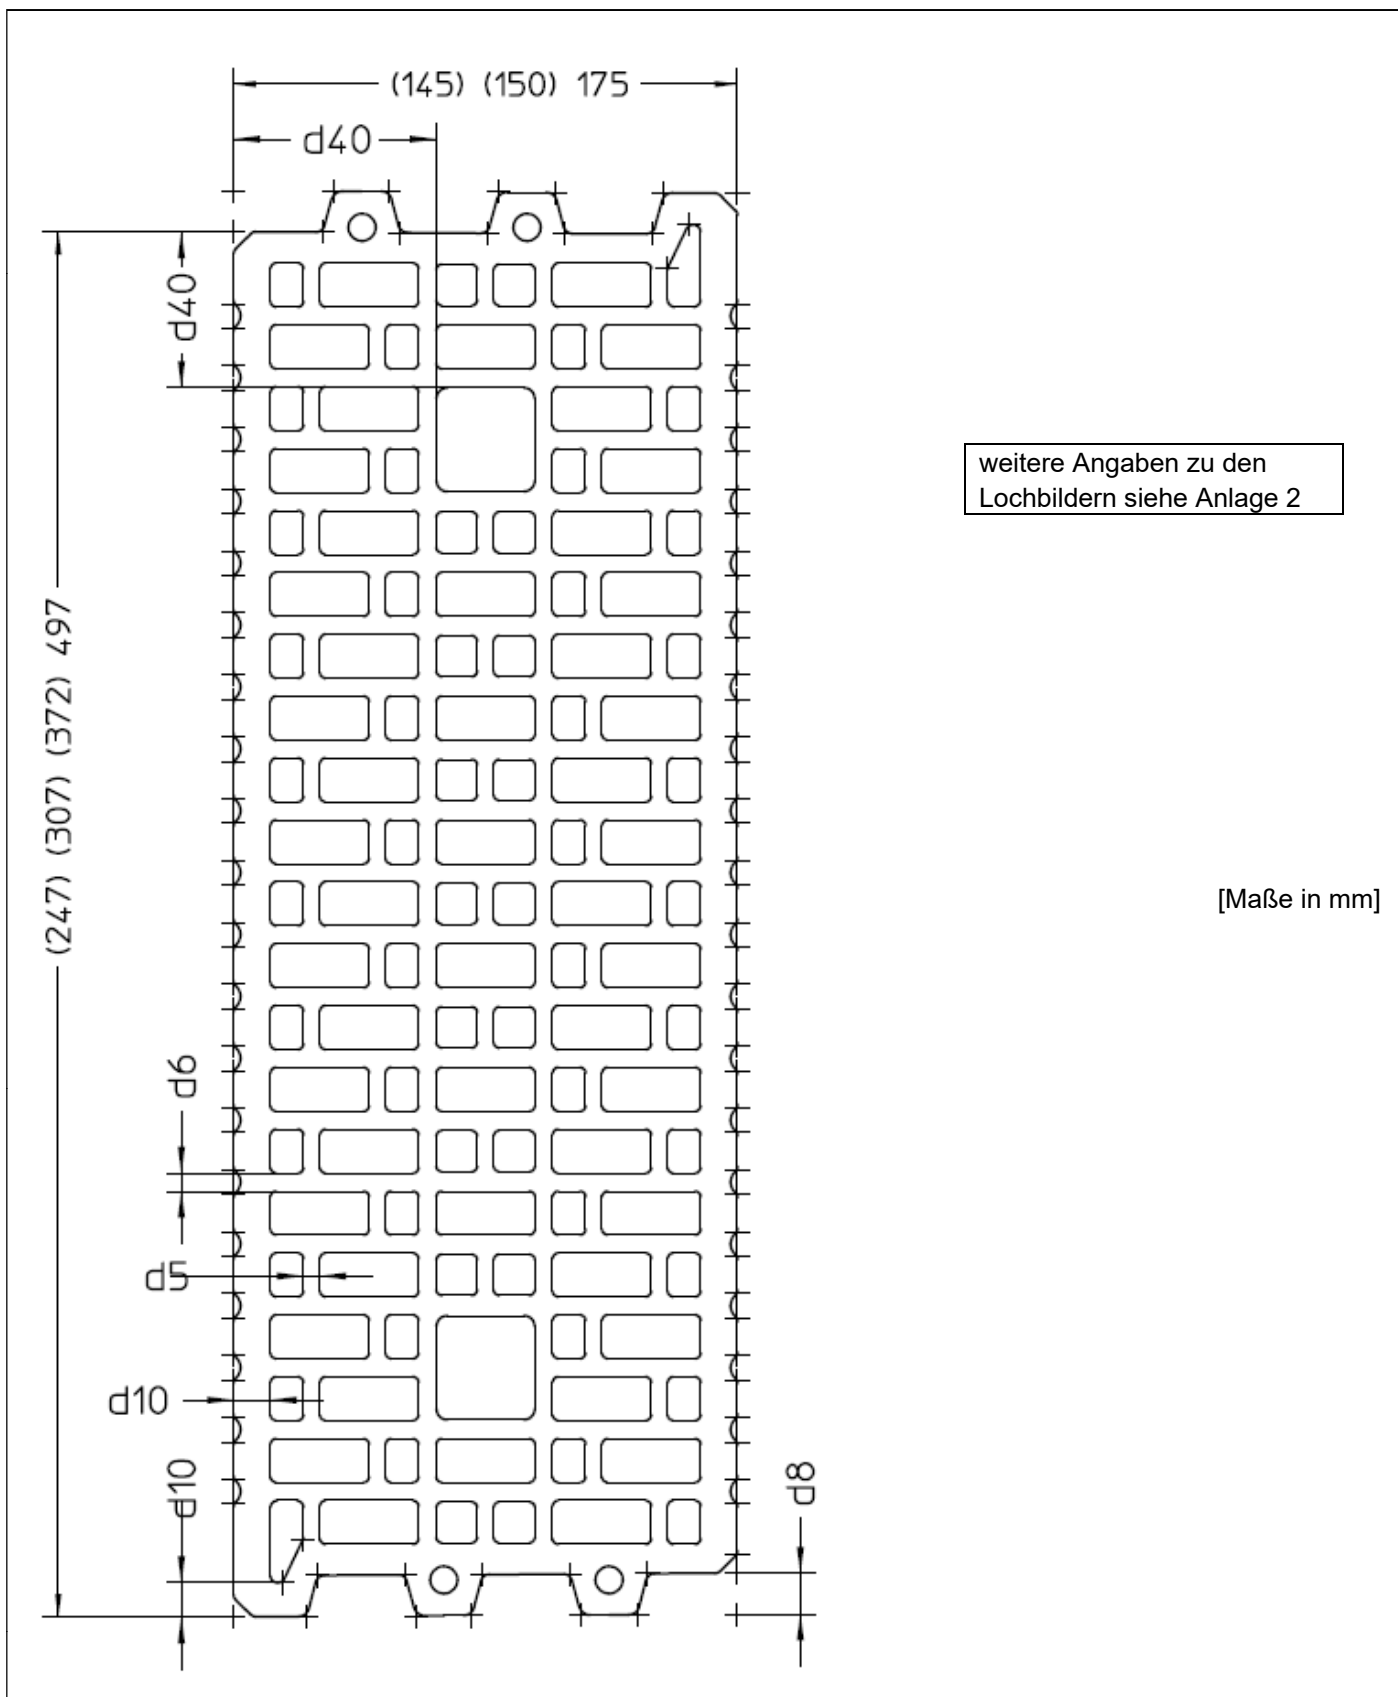 (145) (150) 175
d40
d40
weitere Angaben zu den
Lochbildern siehe Anlage 2
(247) (307) (372) 497
[Maße in mm]
d6
d5
d10
d10
d8